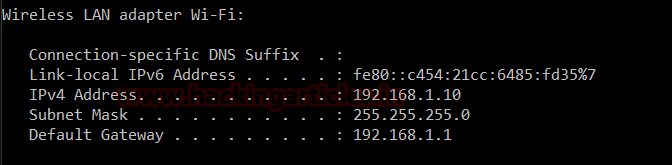 Wireless LAN adapter Wi-Fi:
Connection-specific DNS Suffix  . :
Link-local IPv6 Address . . . . . : fe80::c454:21cc:6485:fd35%7
IPv4 Address. . . . . . . . . . . : 192.168.1.10
Subnet Mask . . . . . . . . . . . : 255.255.255.0
Default Gateway . . . . . . . . . : 192.168.1.1